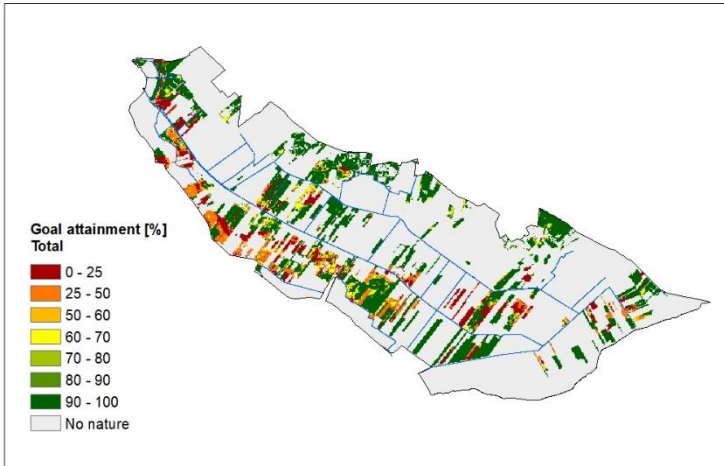 Goal attainment [%]
Total
0 - 25
25 - 50
50 - 60
60 - 70
70 - 80
80 - 90
90 - 100
No nature